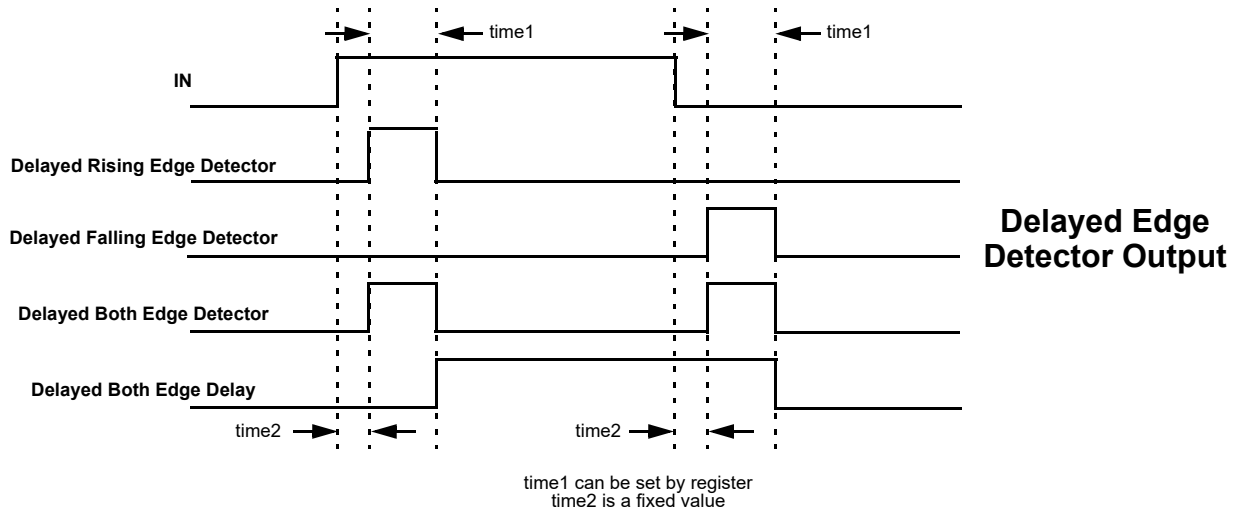 time1
time1
IN
Delayed Rising Edge Detector
Delayed Falling Edge Detector
Delayed Edge
Detector Output
Delayed Both Edge Detector
Delayed Both Edge Delay
time2
time2
time1 can be set by register
time2 is a fixed value